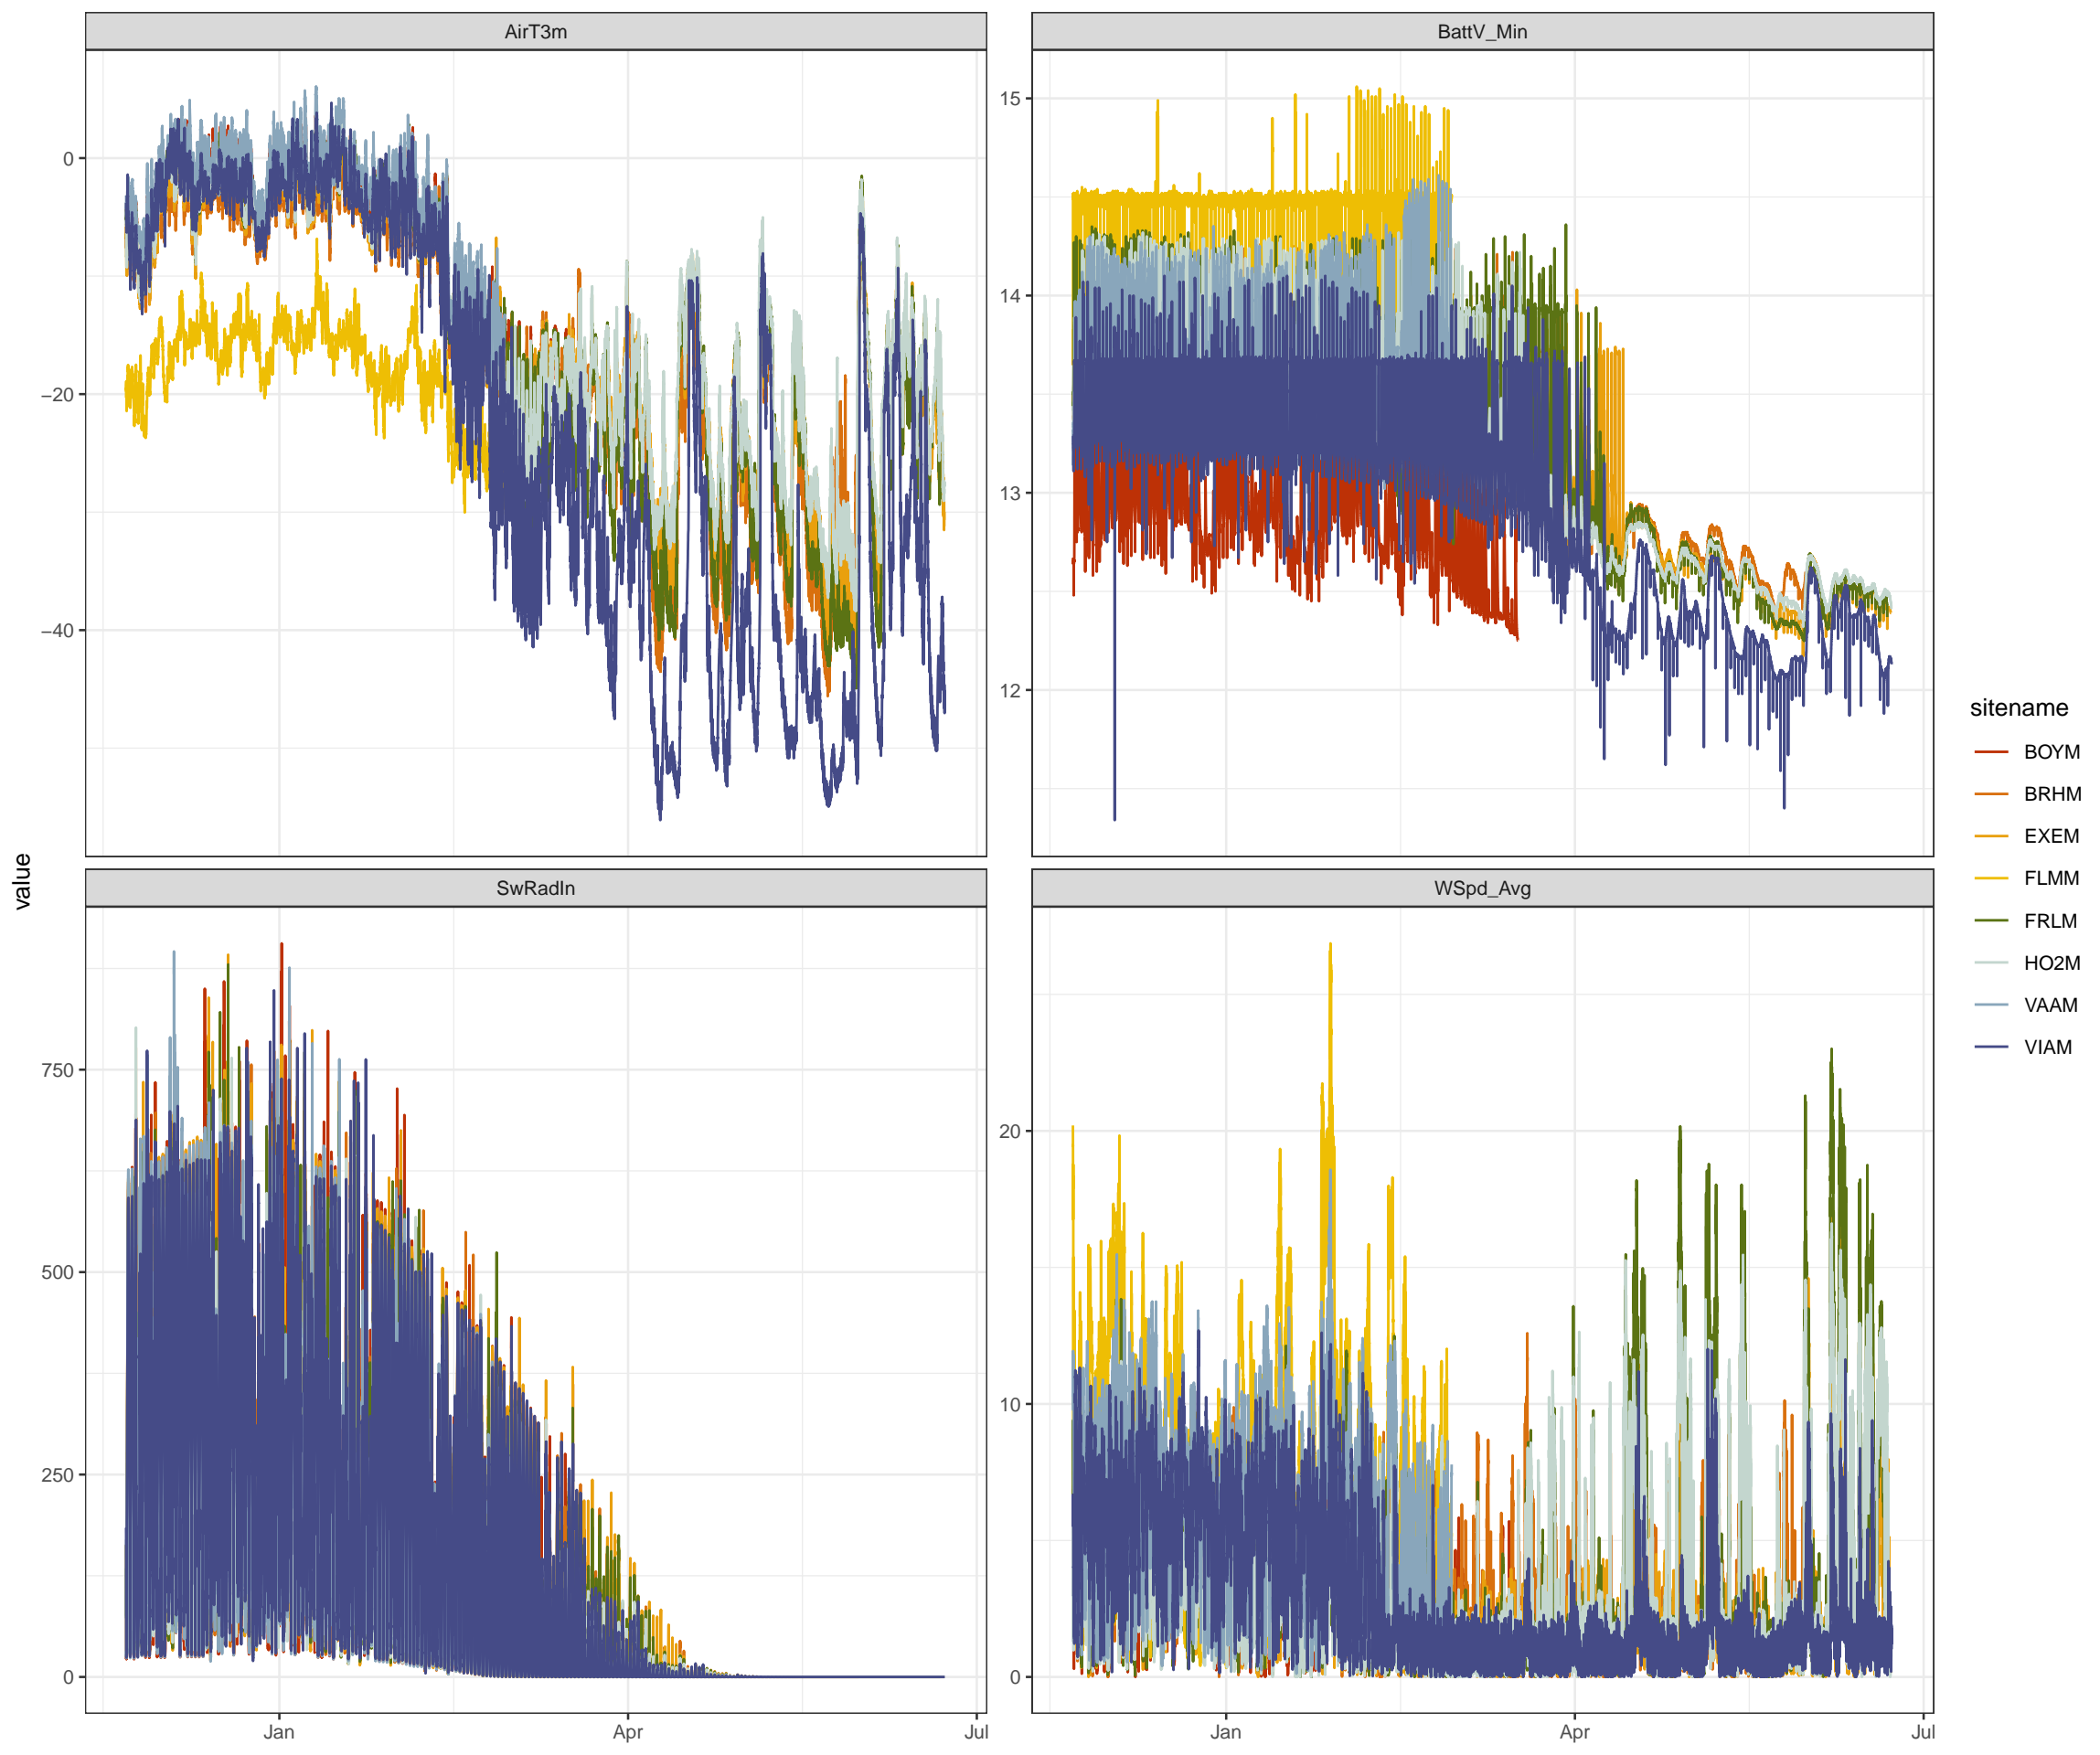 AirT3m
BattV_Min
0
−20
−40
15
14
13
12
SwRadIn
WSpd_Avg
750
500
250
0
20
10
0
Jan
Apr
Jul
Jan
Apr
Jul
value
sitename
BOYM
BRHM
EXEM
FLMM
FRLM
HO2M
VAAM
VIAM